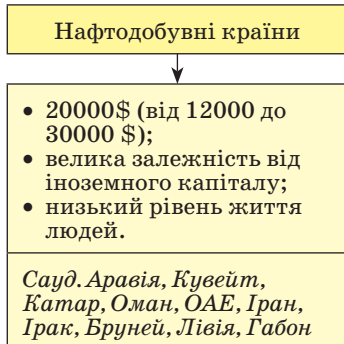 Нафтодобувні країни
• 20000$ (від 12000 до
30000 $);
• велика залежність від
іноземного капіталу;
• низький рівень життя
людей.
Сауд. Аравія, Кувейт,
Катар, Оман, ОАЕ, Іран,
Ірак, Бруней, Лівія, Габон